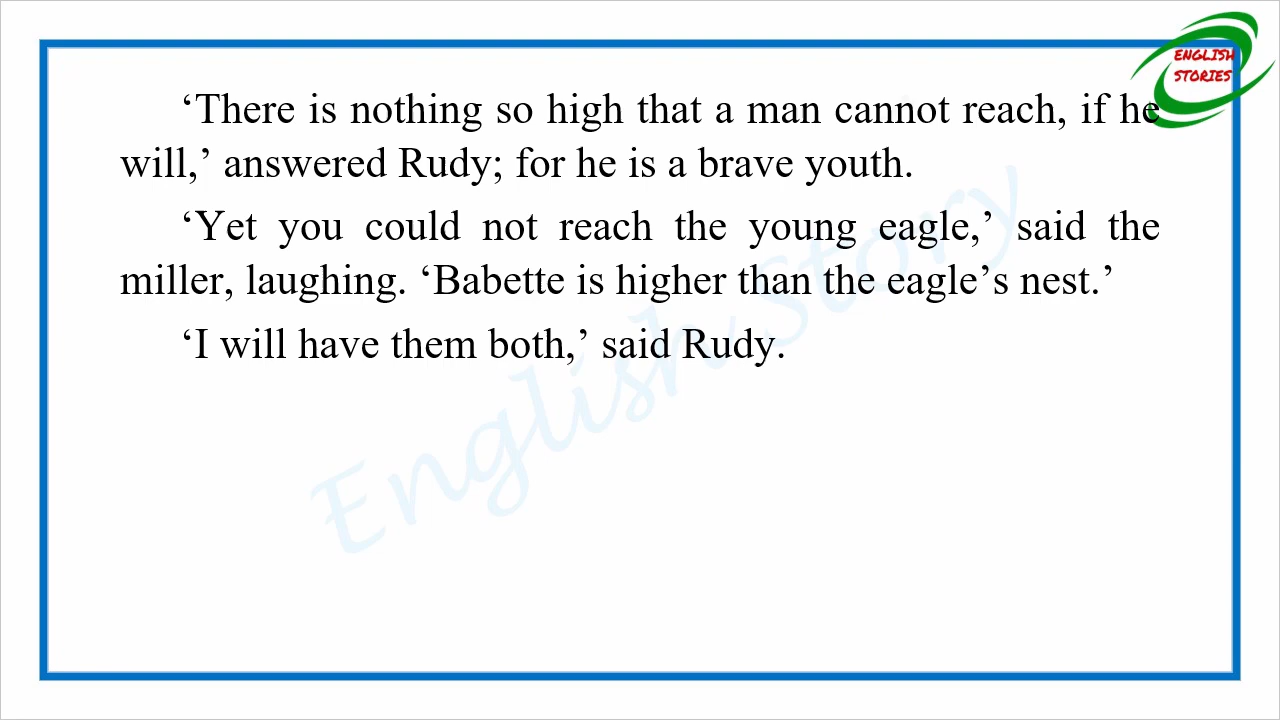 ENGLISH
STORIES
‘There is nothing so high that a man cannot reach, if he
will,’ answered Rudy; for he is a brave youth.
‘Yet you could not reach the young eagle,’ said the
miller, laughing. ‘Babette is higher than the eagle’s nest.’
‘I will have them both,’ said Rudy.
English Story